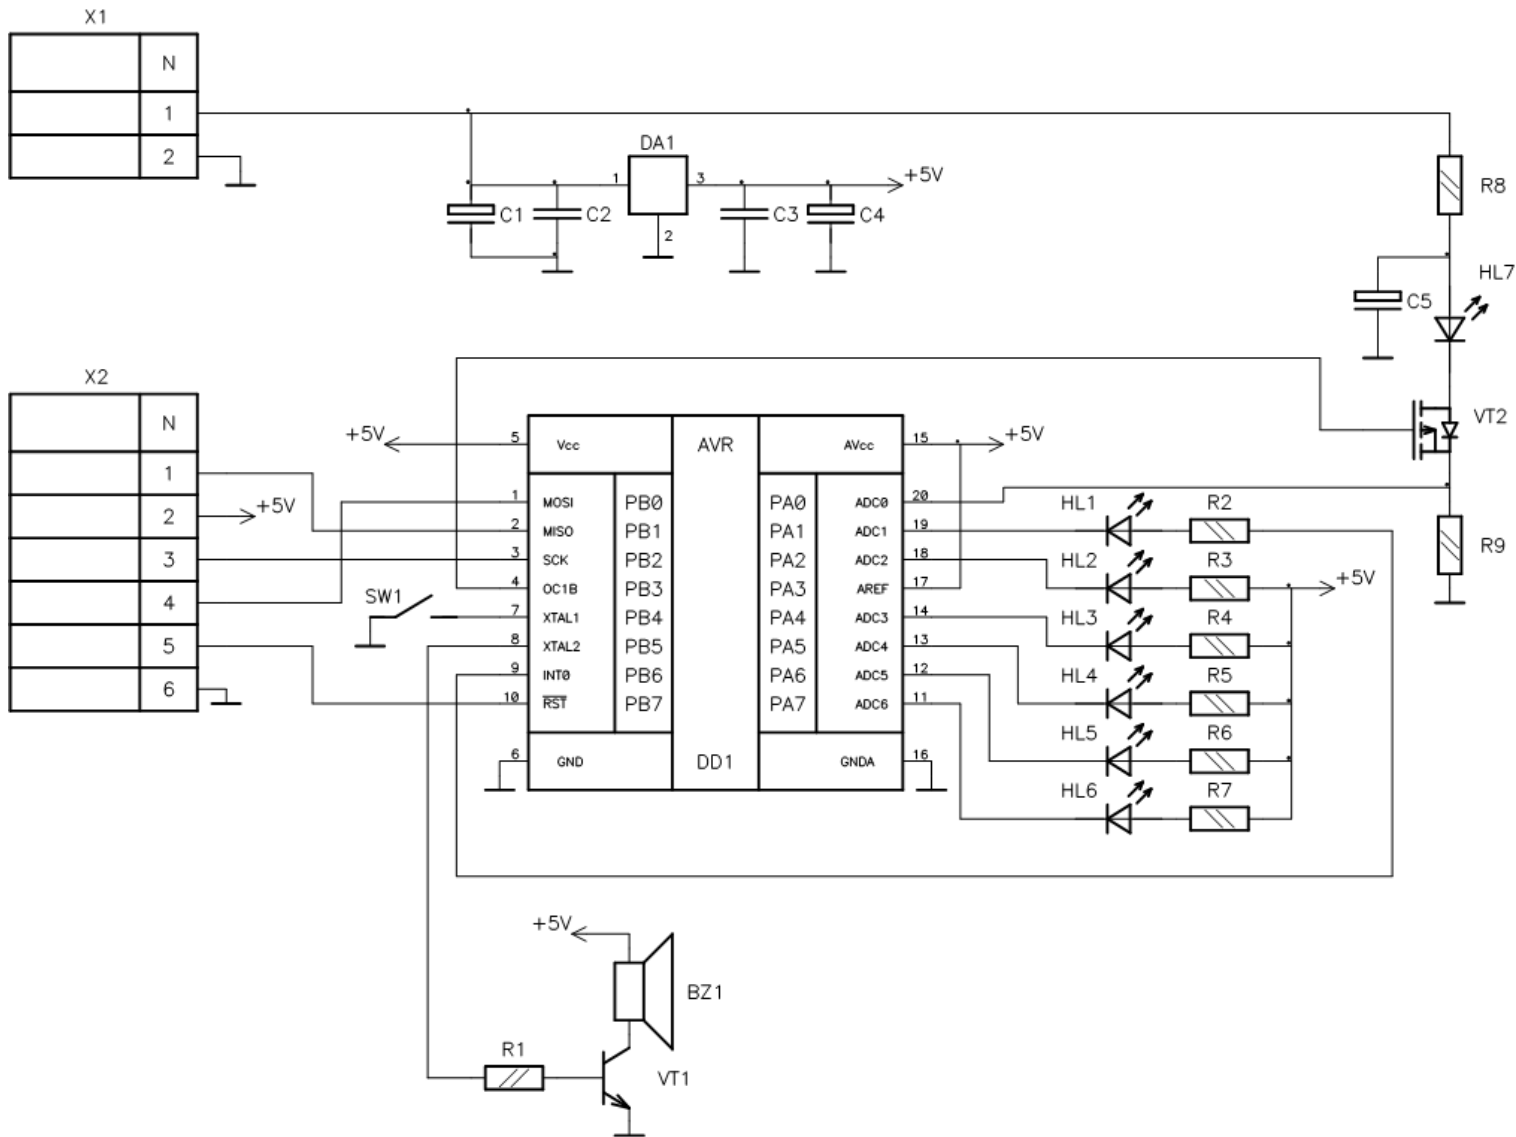 X1
N
1
DA1
2
1
3
+5V
R8
C1
C2
C3
C4
2
HL7
C5
X2
VT2
N
+5V
5
Vcc
AVR
AVcc
15
+5V
1
1
MOSI
PB0
PA0
ADC0
20
HL1
R2
2
+5V
2
MISO
PB1
PA1
ADC1
19
R9
3
3
SCK
PB2
PA2
ADC2
18
HL2
R3
+5V
4
SW1
4
OC1B
PB3
PA3
AREF
17
7
XTAL1
PB4
PA4
ADC3
14
HL3
R4
5
8
XTAL2
PB5
PA5
ADC4
13
6
9
INT0
PB6
PA6
ADC5
12
HL4
R5
10
RST
PB7
PA7
ADC6
11
HL5
R6
6
GND
DD1
GNDA
16
HL6
R7
+5V
BZ1
R1
VT1